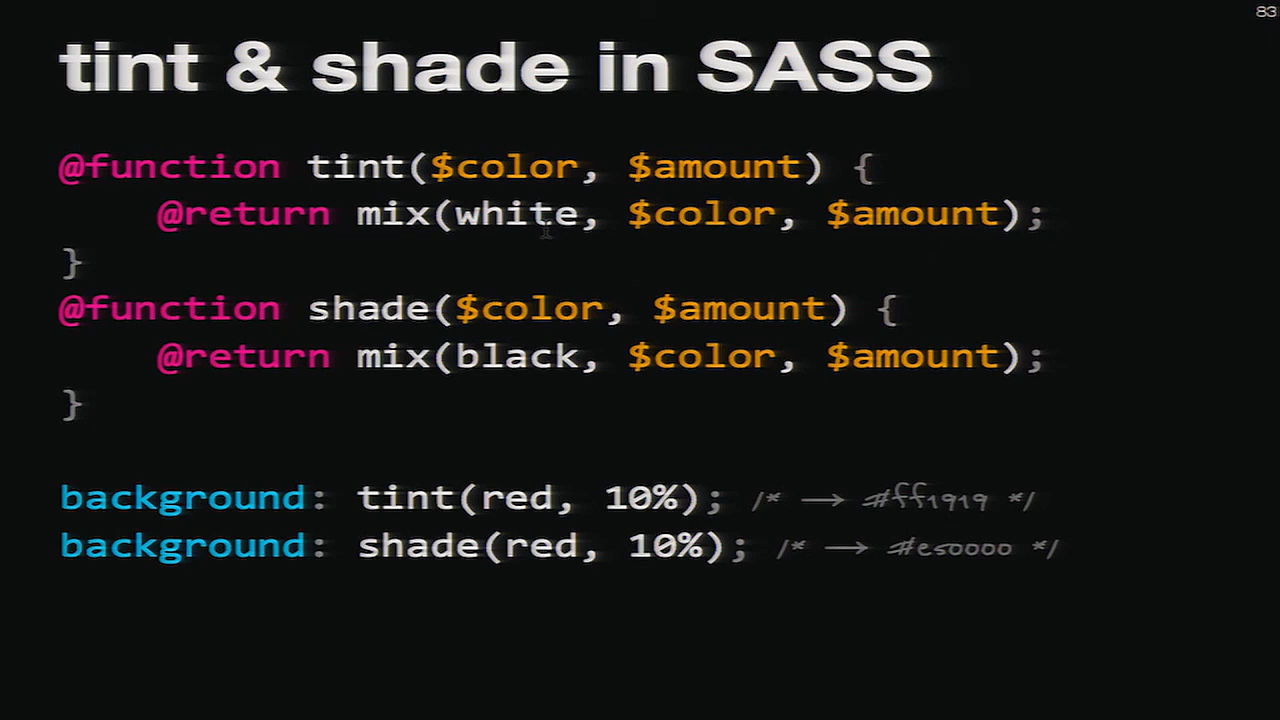 83
tint & shade in SASS
@function tint($color, $amount) {
    @return mix(white, $color, $amount);
}
@function shade($color, $amount) {
    @return mix(black, $color, $amount);
}
background: tint(red, 10%); /* → #ff1919 */
background: shade(red, 10%); /* → #e50000 */